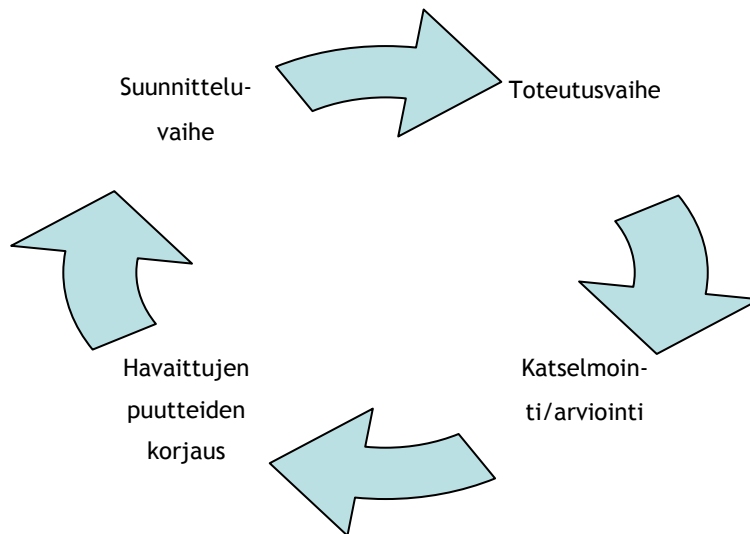 Suunnittelu-
vaihe
Toteutusvaihe
Katselmoin-
ti/arviointi
Havaittujen
puutteiden
korjaus